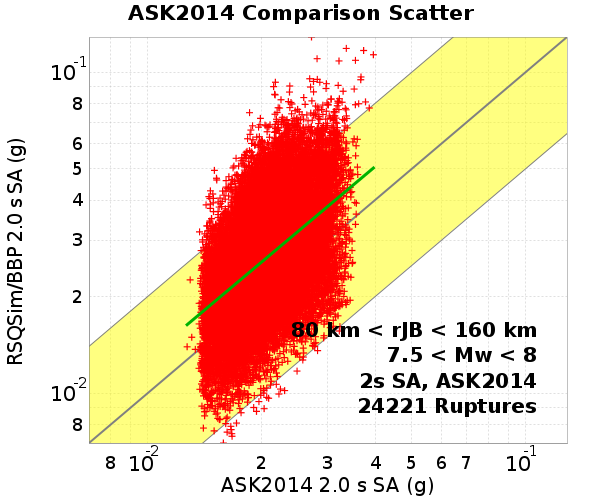 ASK2014 Comparison Scatter
RSQSim/BBP 2.0 s SA (g)
10-1
8
6
5
4
3
2
10-2
8
80 km < rJB < 160 km
7.5 < Mw < 8
2s SA, ASK2014
24221 Ruptures
8 10-2 2 3 4 5 6 7 10-1
ASK2014 2.0 s SA (g)